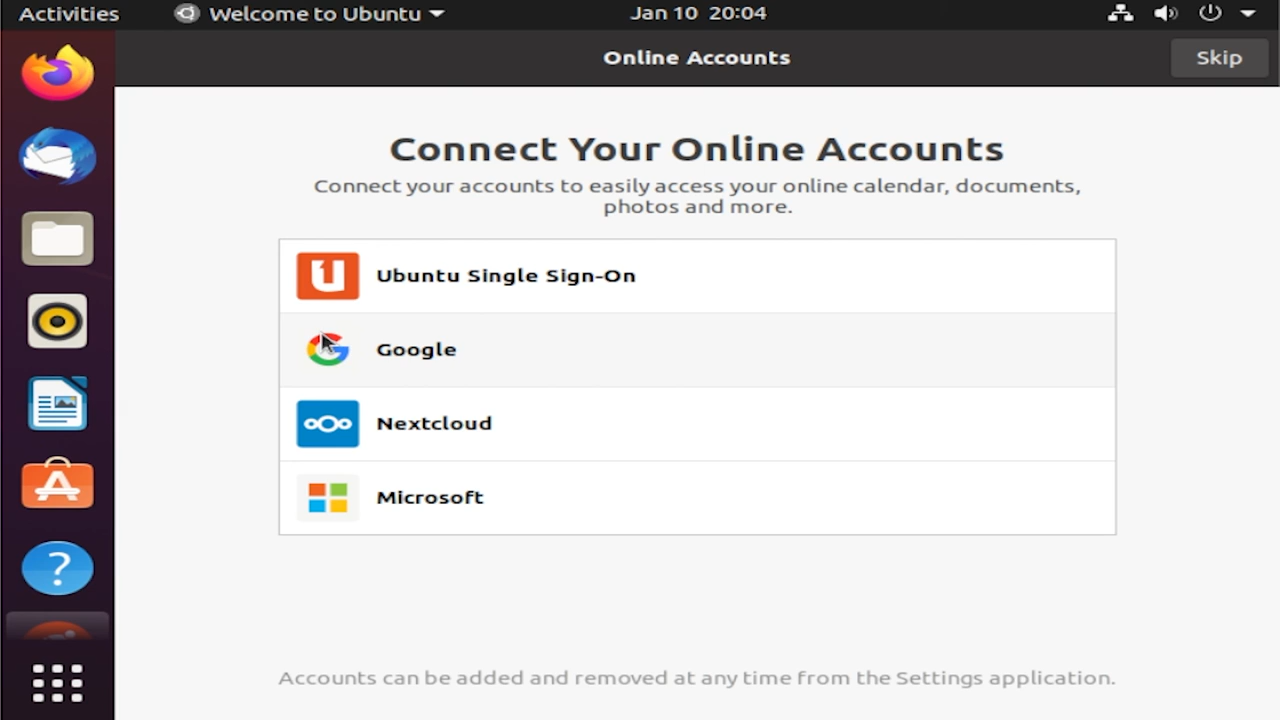 Activities Welcome to Ubuntu Jan 10 20:04
Online Accounts Skip
Connect Your Online Accounts
Connect your accounts to easily access your online calendar, documents,
photos and more.
Ubuntu Single Sign-On
Google
Nextcloud
Microsoft
Accounts can be added and removed at any time from the Settings application.